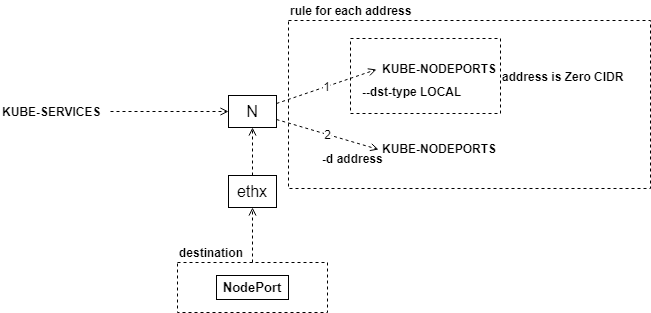 rule for each address
1
KUBE-NODEPORTS
address is Zero CIDR
--dst-type LOCAL
KUBE-SERVICES
N
2
KUBE-NODEPORTS
-d address
ethx
destination
NodePort